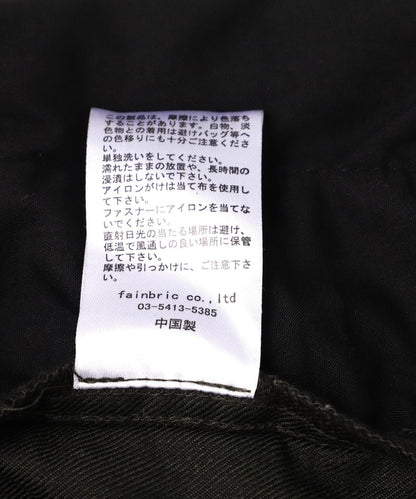 この製品は、摩擦により色落ち
することがあります。白物、淡
色物との着用は避けバッグ等へ
の色移りにも十分ご注意くださ
い。
単独洗いをしてください。
濡れたままの放置や、長時間の
浸漬はしないで下さい。
アイロンがけは当て布を使用し
て下さい。
ファスナーにアイロンを当てな
いでください。
直射日光の当たる場所は避け、
低温で風通しの良い場所に保管
して下さい。
摩擦や引っかけに、ご注意下さ
い。
fainbric co.,ltd
03-5413-5385
中国製